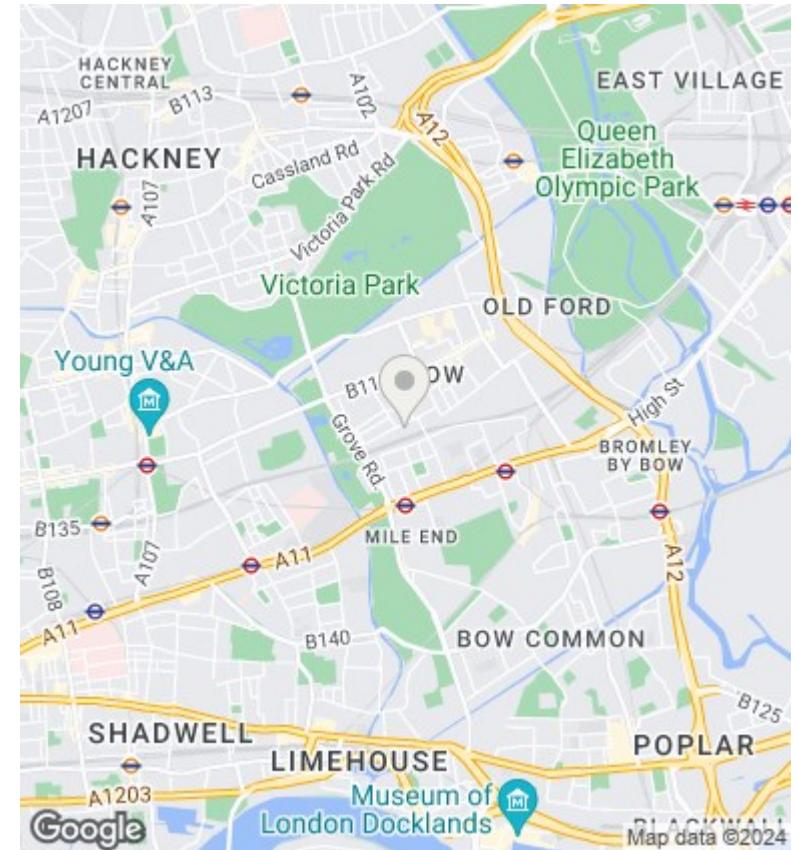 HACKNEY
CENTRAL
A1207
B113
A102
A12
EAST VILLAGE
Queen
Elizabeth
Olympic Park
HACKNEY
Cassland Rd
A107
Victoria Park Rd
Victoria Park
OLD FORD
Young V&A
B11
OW
High St
Grove Rd
BROMLEY
BY BOW
B135
MILE END
A107
A11
A12
B108
A11
B140
BOW COMMON
B125
SHADWELL
LIMEHOUSE
POPLAR
A1203
Museum of
London Docklands
Google
Map data ©2024